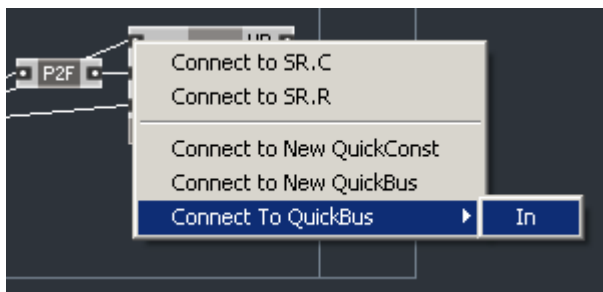 P2F
Connect to SR.C
Connect to SR.R
Connect to New QuickConst
Connect to New QuickBus
Connect To QuickBus
In